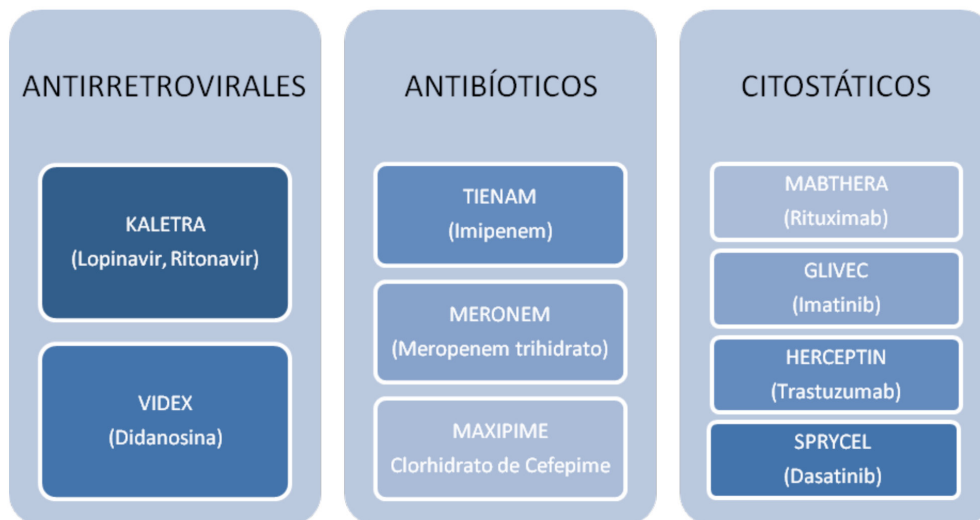 ANTIRRETROVIRALES
KALETRA
(Lopinavir, Ritonavir)
VIDEX
(Didanosina)
ANTIBÍOTICOS
TIENAM
(Imipenem)
MERONEM
(Meropenem trihidrato)
MAXIPIME
Clorhidrato de Cefepime
CITOSTÁTICOS
MABTHERA
(Rituximab)
GLIVEC
(Imatinib)
HERCEPTIN
(Trastuzumab)
SPRYCEL
(Dasatinib)